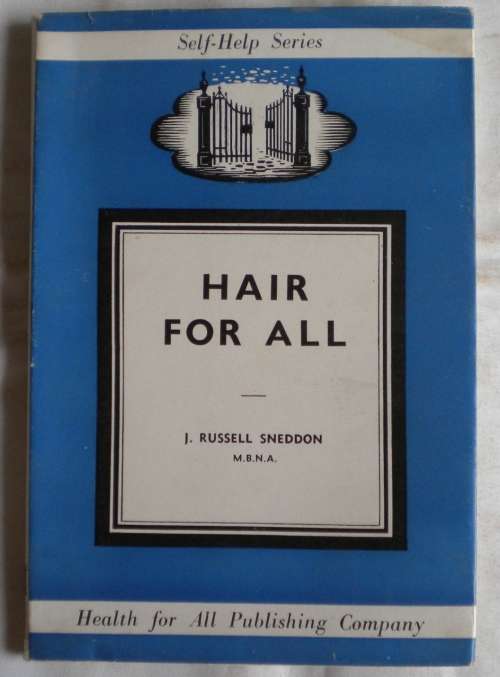 Self-Help Series
HAIR
FOR ALL
J. RUSSELL SNEDDON
M.B.N.A.
Health for All Publishing Company